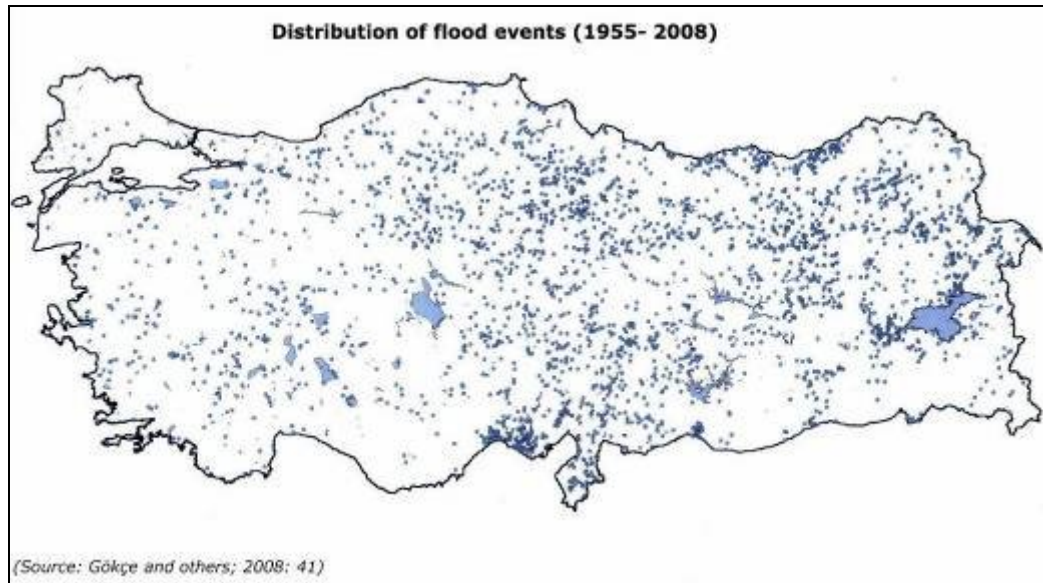 Distribution of flood events (1955- 2008)
(Source: Gökçe and others; 2008: 41)